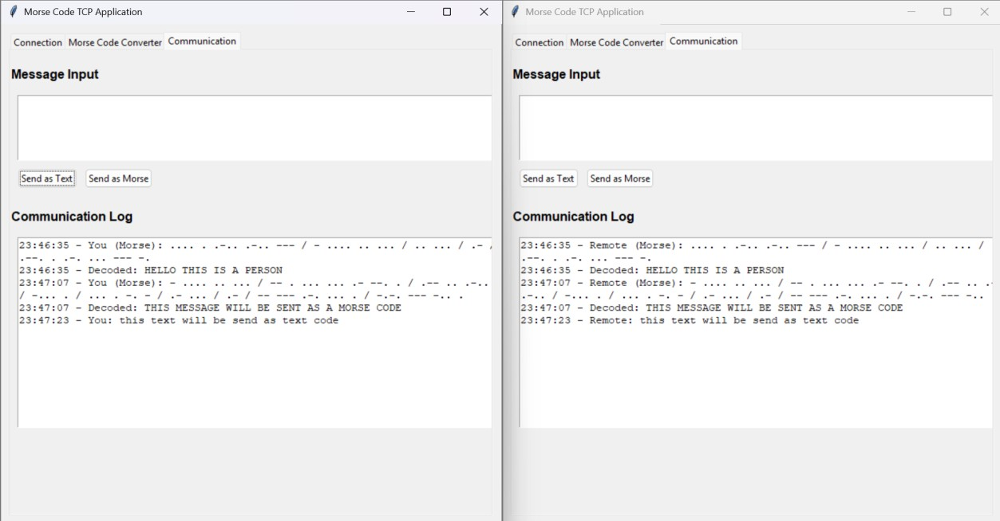 Morse Code TCP Application
Connection Morse Code Converter Communication
Message Input
Send as Text Send as Morse
Communication Log
23:46:35 - You (Morse): .... . .-.. .-.. --- / - .... .. ... / .. ... / .- /
.--. . .-. ... --- -.
23:46:35 - Decoded: HELLO THIS IS A PERSON
23:47:07 - You (Morse): - .... .. ... / -- . ... ... .- --. . / .-- .. .-..
/ -... . / ... . -. - / .- ... / .- / -- --- .-. ... . / -.-. --- -.. .
23:47:07 - Decoded: THIS MESSAGE WILL BE SENT AS A MORSE CODE
23:47:23 - You: this text will be send as text code
Morse Code TCP Application
Connection Morse Code Converter Communication
Message Input
Send as Text Send as Morse
Communication Log
23:46:35 - Remote (Morse): .... . .-.. .-.. --- / - .... .. ... / .. ... /
.--. . .-. ... --- -.
23:46:35 - Decoded: HELLO THIS IS A PERSON
23:47:07 - Remote (Morse): - .... .. ... / -- . ... ... .- --. . / .-- .. .-
.-.. / -... . / ... . -. - / .- ... / .- / -- --- .-. ... . / -.-. --- -..
23:47:07 - Decoded: THIS MESSAGE WILL BE SENT AS A MORSE CODE
23:47:23 - Remote: this text will be send as text code